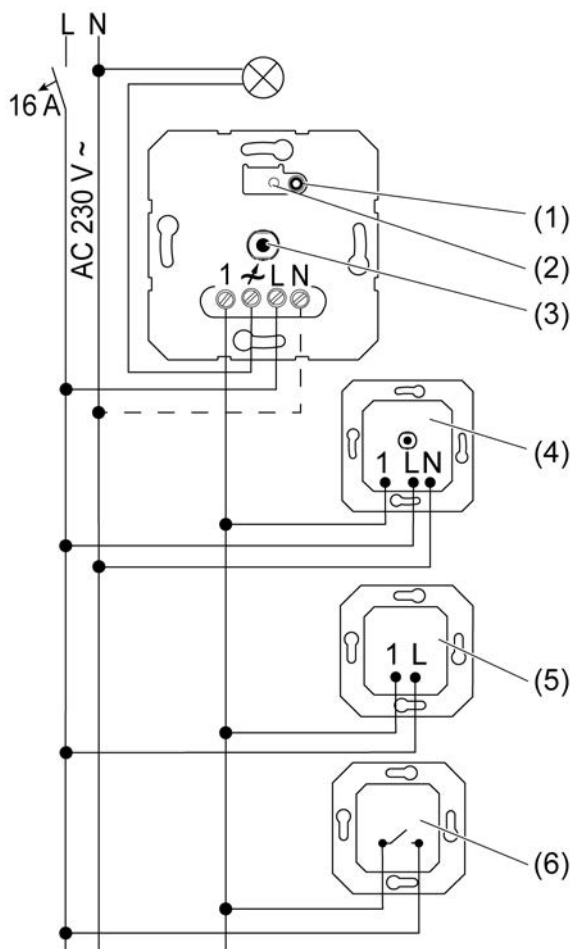 L N
16 A
AC 230 V ~
(1)
(2)
(3)
1 L N
(4)
1 L N
(5)
1 L
(6)